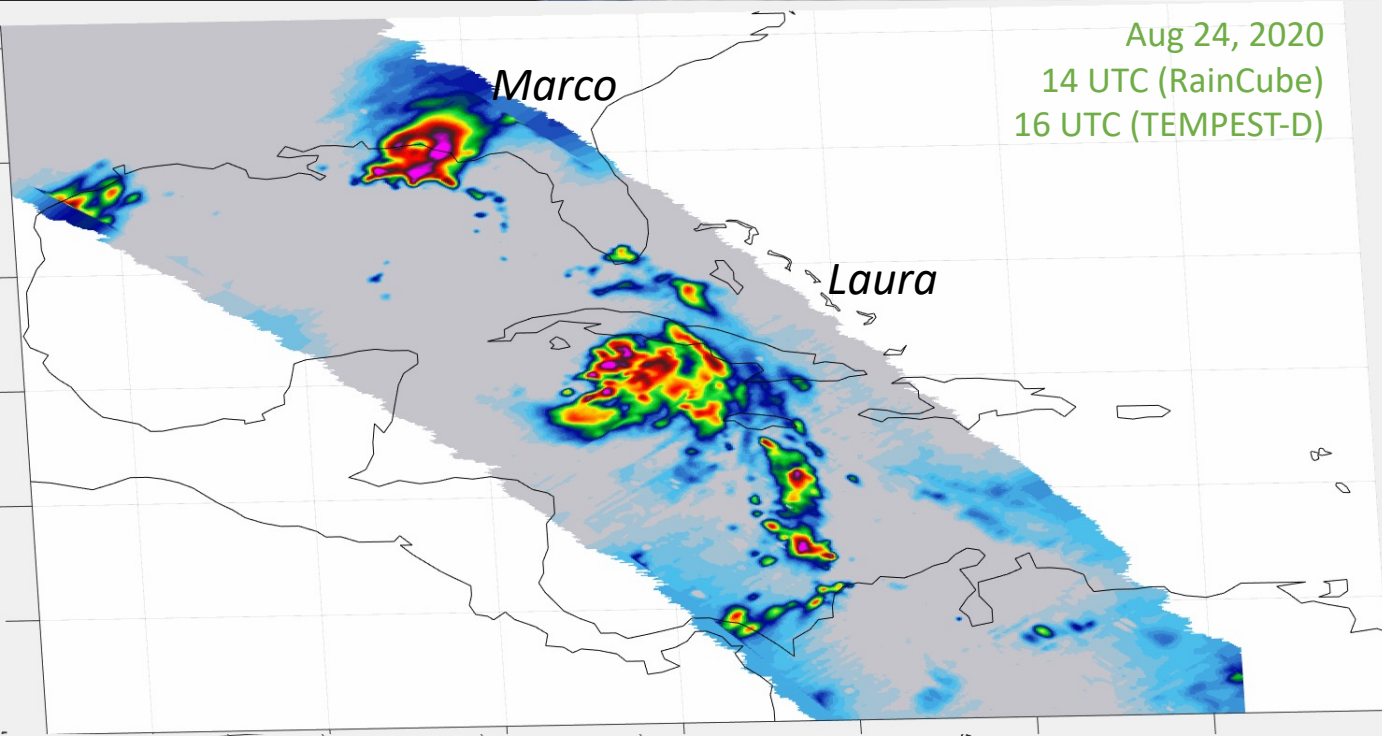 Aug 24, 2020
14 UTC (RainCube)
16 UTC (TEMPEST-D)
Marco
Laura